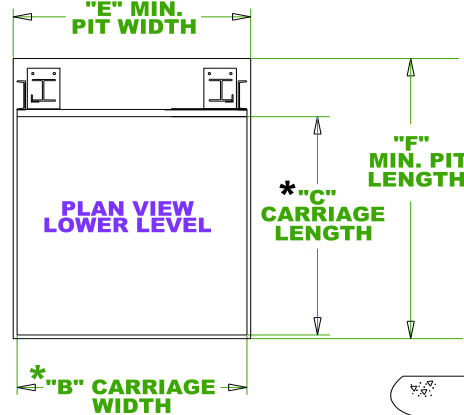 "E" MIN.
PIT WIDTH
"F"
MIN. PIT
LENGTH
*"C"
CARRIAGE
LENGTH
PLAN VIEW
LOWER LEVEL
*"B" CARRIAGE
WIDTH